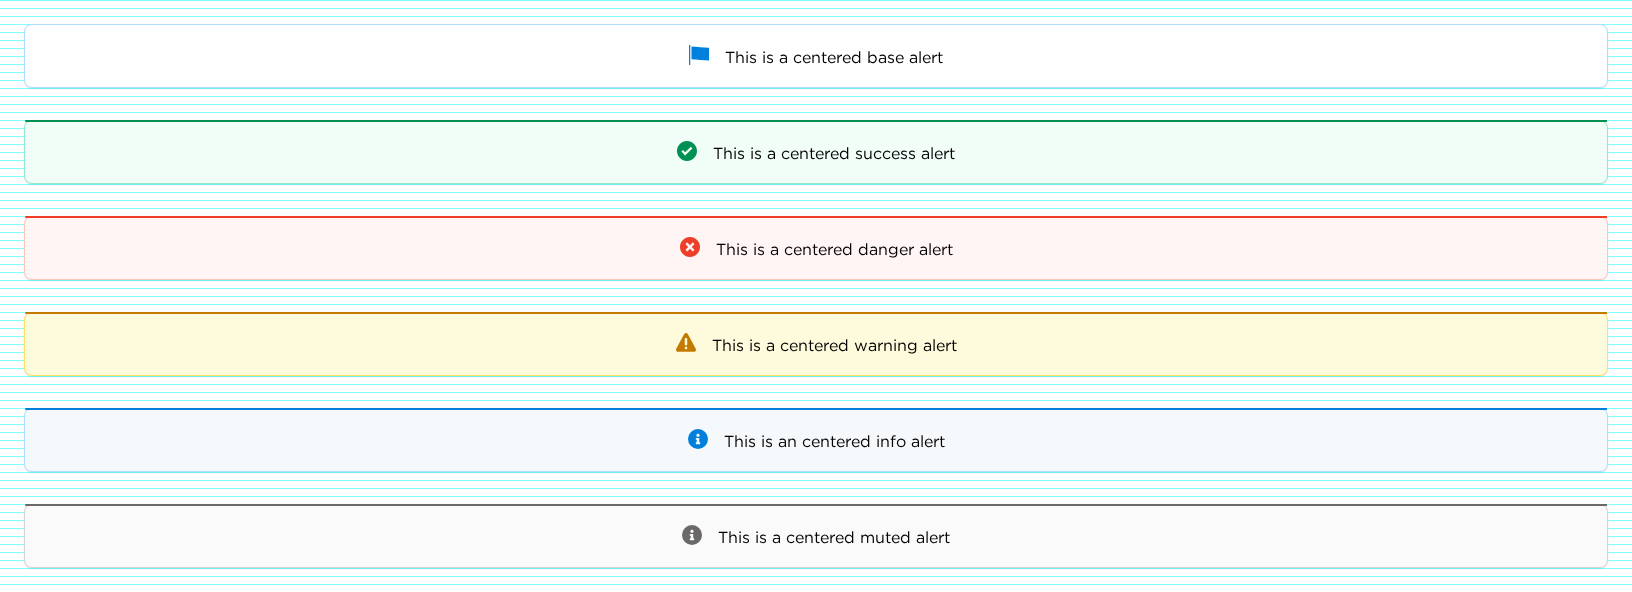 This is a centered base alert
This is a centered success alert
This is a centered danger alert
This is a centered warning alert
This is an centered info alert
This is a centered muted alert